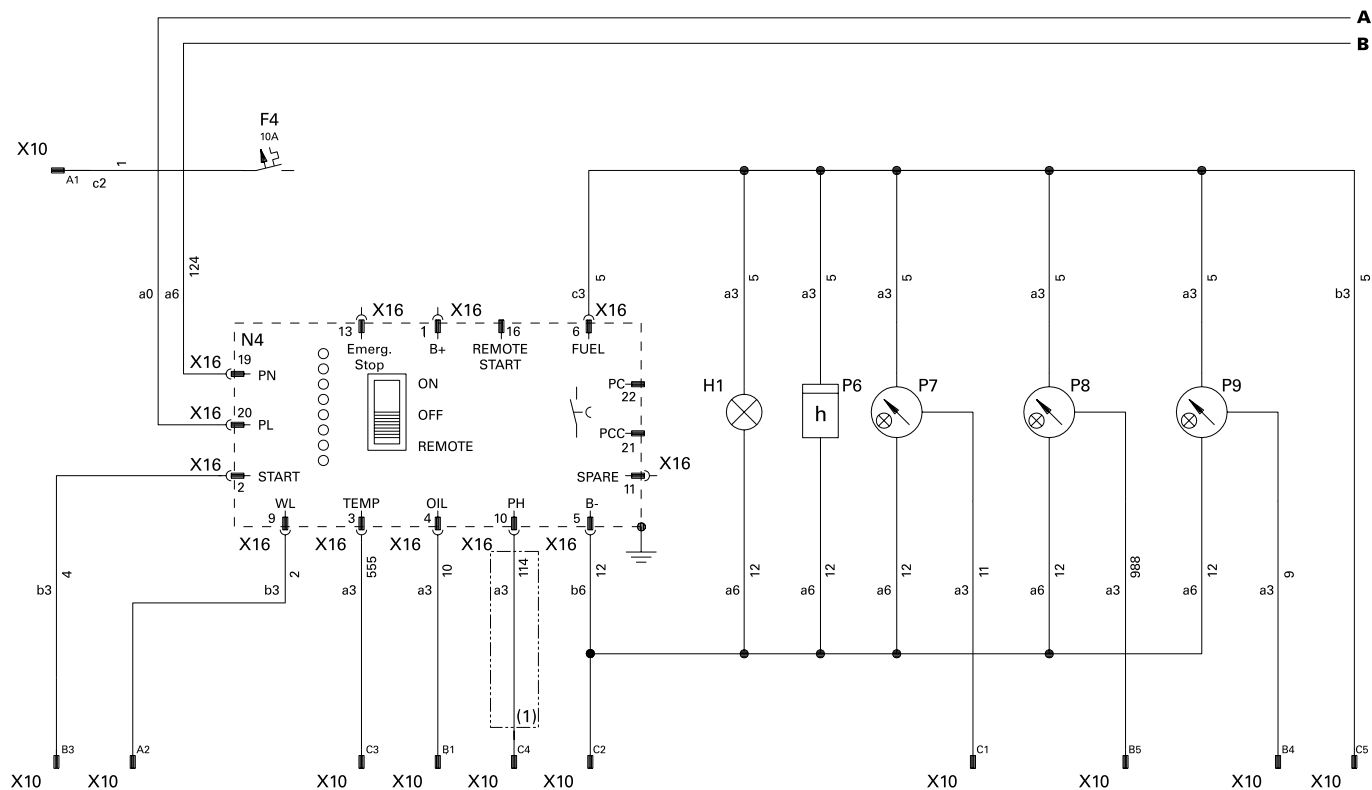 A
B
F4
10A
X10
A1
c2
1
124
a0
a6
c3
5
a3
5
a3
5
a3
5
a3
5
a3
5
b3
5
X16
X16
X16
13
1
16
6
N4
Emerg.
Stop
B+
REMOTE
START
FUEL
X16
19
PN
ON
PC
22
H1
P6
P7
P8
P9
X16
20
PL
OFF
h
PCC
21
REMOTE
X16
2
START
SPARE
11
X16
WL
TEMP
OIL
PH
B-
9
3
4
10
5
X16
X16
X16
X16
X16
b3
4
b3
2
a3
555
a3
10
a3
114
b6
12
a6
12
a6
12
a6
12
a3
11
a6
12
a3
988
a6
12
a3
9
(1)
B3
A2
C3
B1
C4
C2
C1
B5
B4
C5
X10
X10
X10
X10
X10
X10
X10
X10
X10
X10